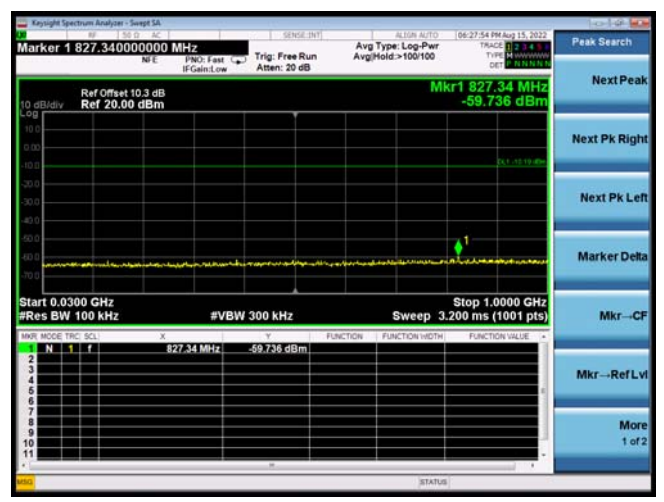 Keysight Spectrum Analyzer - Swept SA
RF 50 Ω AC SENSE:INT ALIGN AUTO 06:27:54 PM Aug 15, 2022
Marker 1 827.340000000 MHz
NFE PNO: Fast Trig: Free Run Avg Type: Log-Pwr TRACE 1 2 3 4 5 6
IFGain:Low Atten: 20 dB Avg|Hold:>100/100 TYPE M WWWWW
DET P N N N N N
Peak Search
Next Peak
Next Pk Right
Next Pk Left
Marker Delta
Mkr→CF
Mkr→Ref Lvl
More
1 of 2
Ref Offset 10.3 dB Mkr1 827.34 MHz
10 dB/div Ref 20.00 dBm -59.736 dBm
Log
10.0
0.00
-10.0
-20.0
-30.0
-40.0
-50.0
-60.0
-70.0
1
Start 0.0300 GHz Stop 1.0000 GHz
#Res BW 100 kHz #VBW 300 kHz Sweep 3.200 ms (1001 pts)
MKR MODE TRC SCL X Y FUNCTION FUNCTION WIDTH FUNCTION VALUE
1 N 1 f 827.34 MHz -59.736 dBm
2
3
4
5
6
7
8
9
10
11
MSG STATUS